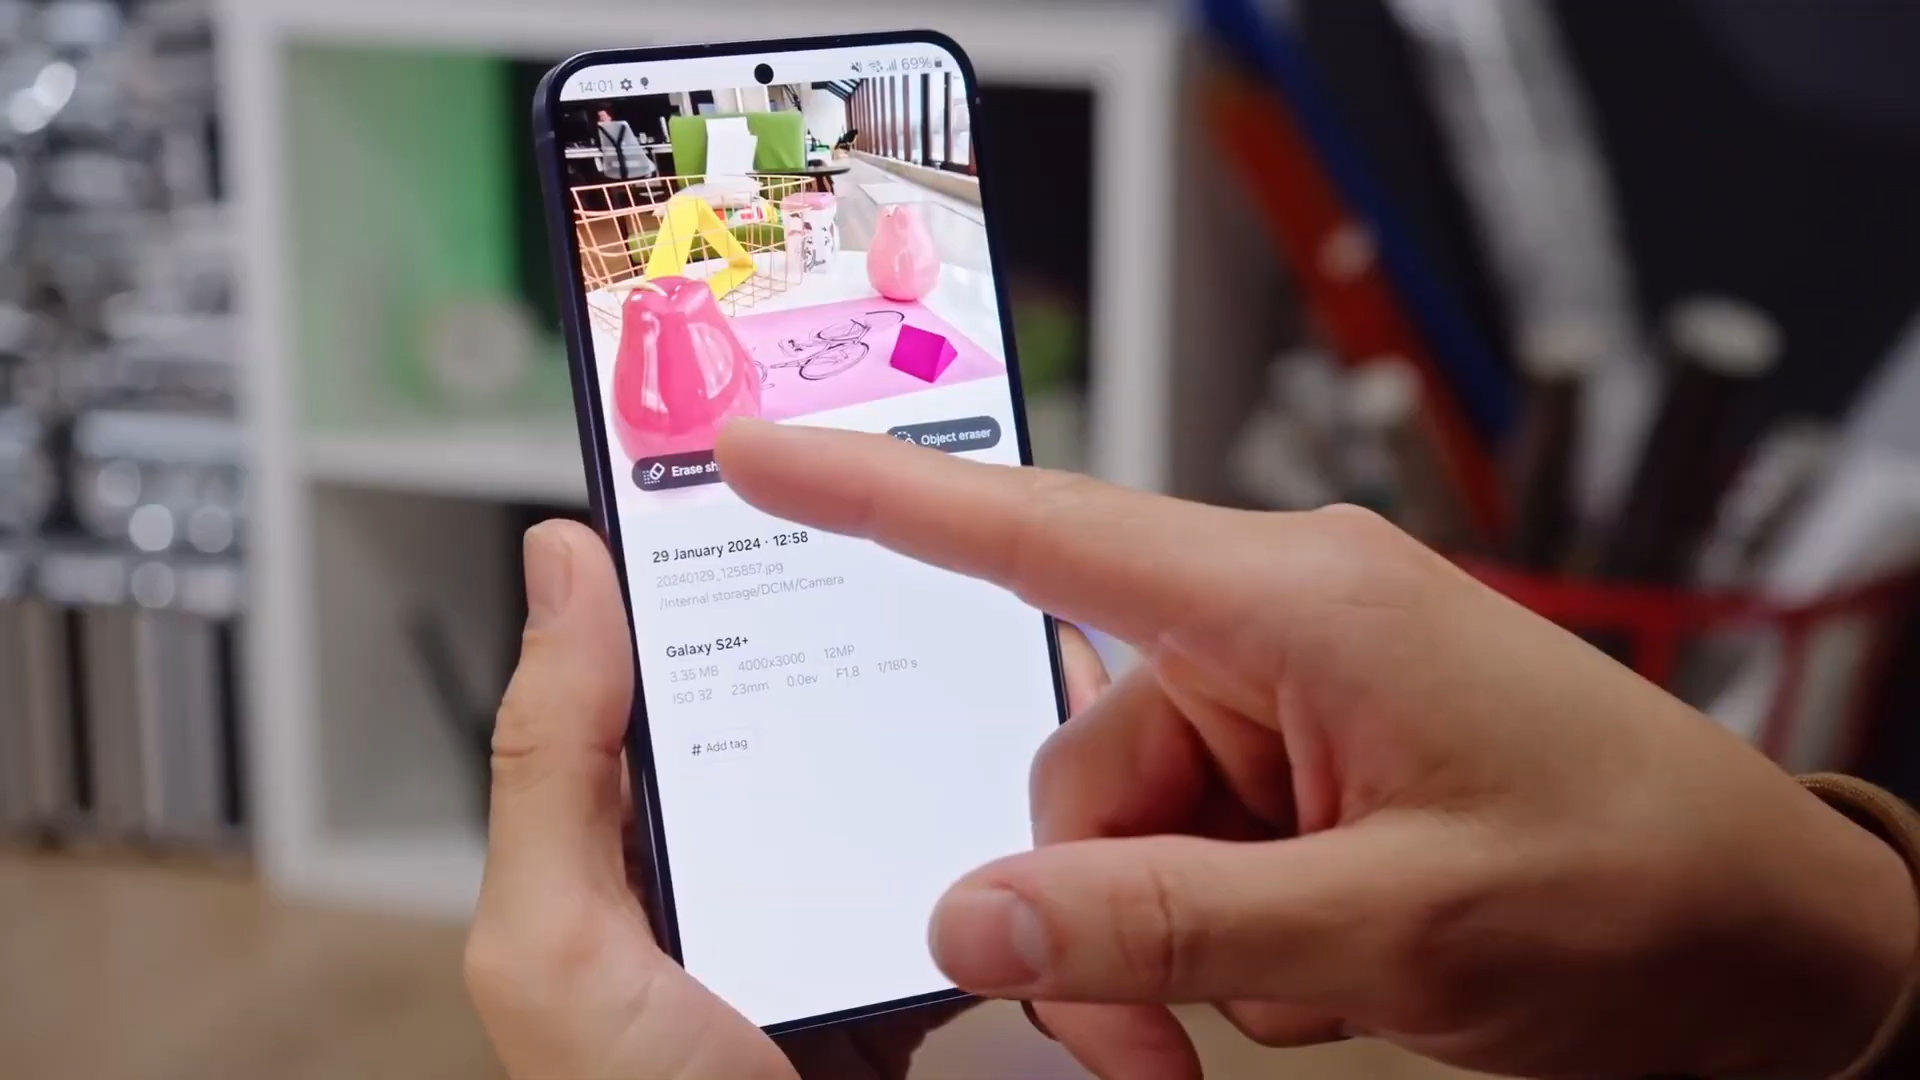 14:01 69%
Object eraser
Erase sh
29 January 2024 · 12:58
20240129_125857.jpg
/Internal storage/DCIM/Camera
Galaxy S24+
3.35 MB 4000x3000 12MP
ISO 32 23mm 0.0ev F1.8 1/180 s
# Add tag